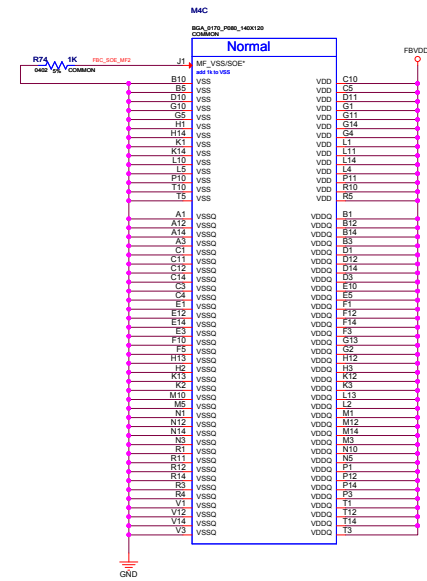 M4C
BGA_0170_P080_140X120
COMMON
Normal
FBVDD
R74 1K FBC_SOE_MF2 J1 MF_VSS/SOE*
0402 5% COMMON
add 1k to VSS
B10 VSS VDD C10
B5 VSS VDD C5
D10 VSS VDD D11
G10 VSS VDD G1
G5 VSS VDD G11
H1 VSS VDD G14
H14 VSS VDD G4
K1 VSS VDD L1
K14 VSS VDD L11
L10 VSS VDD L14
L5 VSS VDD L4
P10 VSS VDD P11
T10 VSS VDD R10
T5 VSS VDD R5
A1 VSSQ VDDQ B1
A12 VSSQ VDDQ B12
A14 VSSQ VDDQ B14
A3 VSSQ VDDQ B3
C1 VSSQ VDDQ D1
C11 VSSQ VDDQ D12
C12 VSSQ VDDQ D14
C14 VSSQ VDDQ D3
C3 VSSQ VDDQ E10
C4 VSSQ VDDQ E5
E1 VSSQ VDDQ F1
E12 VSSQ VDDQ F12
E14 VSSQ VDDQ F14
E3 VSSQ VDDQ F3
F10 VSSQ VDDQ G13
F5 VSSQ VDDQ G2
H13 VSSQ VDDQ H12
H2 VSSQ VDDQ H3
K13 VSSQ VDDQ K12
K2 VSSQ VDDQ K3
M10 VSSQ VDDQ L13
M5 VSSQ VDDQ L2
N1 VSSQ VDDQ M1
N12 VSSQ VDDQ M12
N14 VSSQ VDDQ M14
N3 VSSQ VDDQ M3
R1 VSSQ VDDQ N10
R11 VSSQ VDDQ N5
R12 VSSQ VDDQ P1
R14 VSSQ VDDQ P12
R3 VSSQ VDDQ P14
R4 VSSQ VDDQ P3
V1 VSSQ VDDQ T1
V12 VSSQ VDDQ T12
V14 VSSQ VDDQ T14
V3 VSSQ VDDQ T3
GND